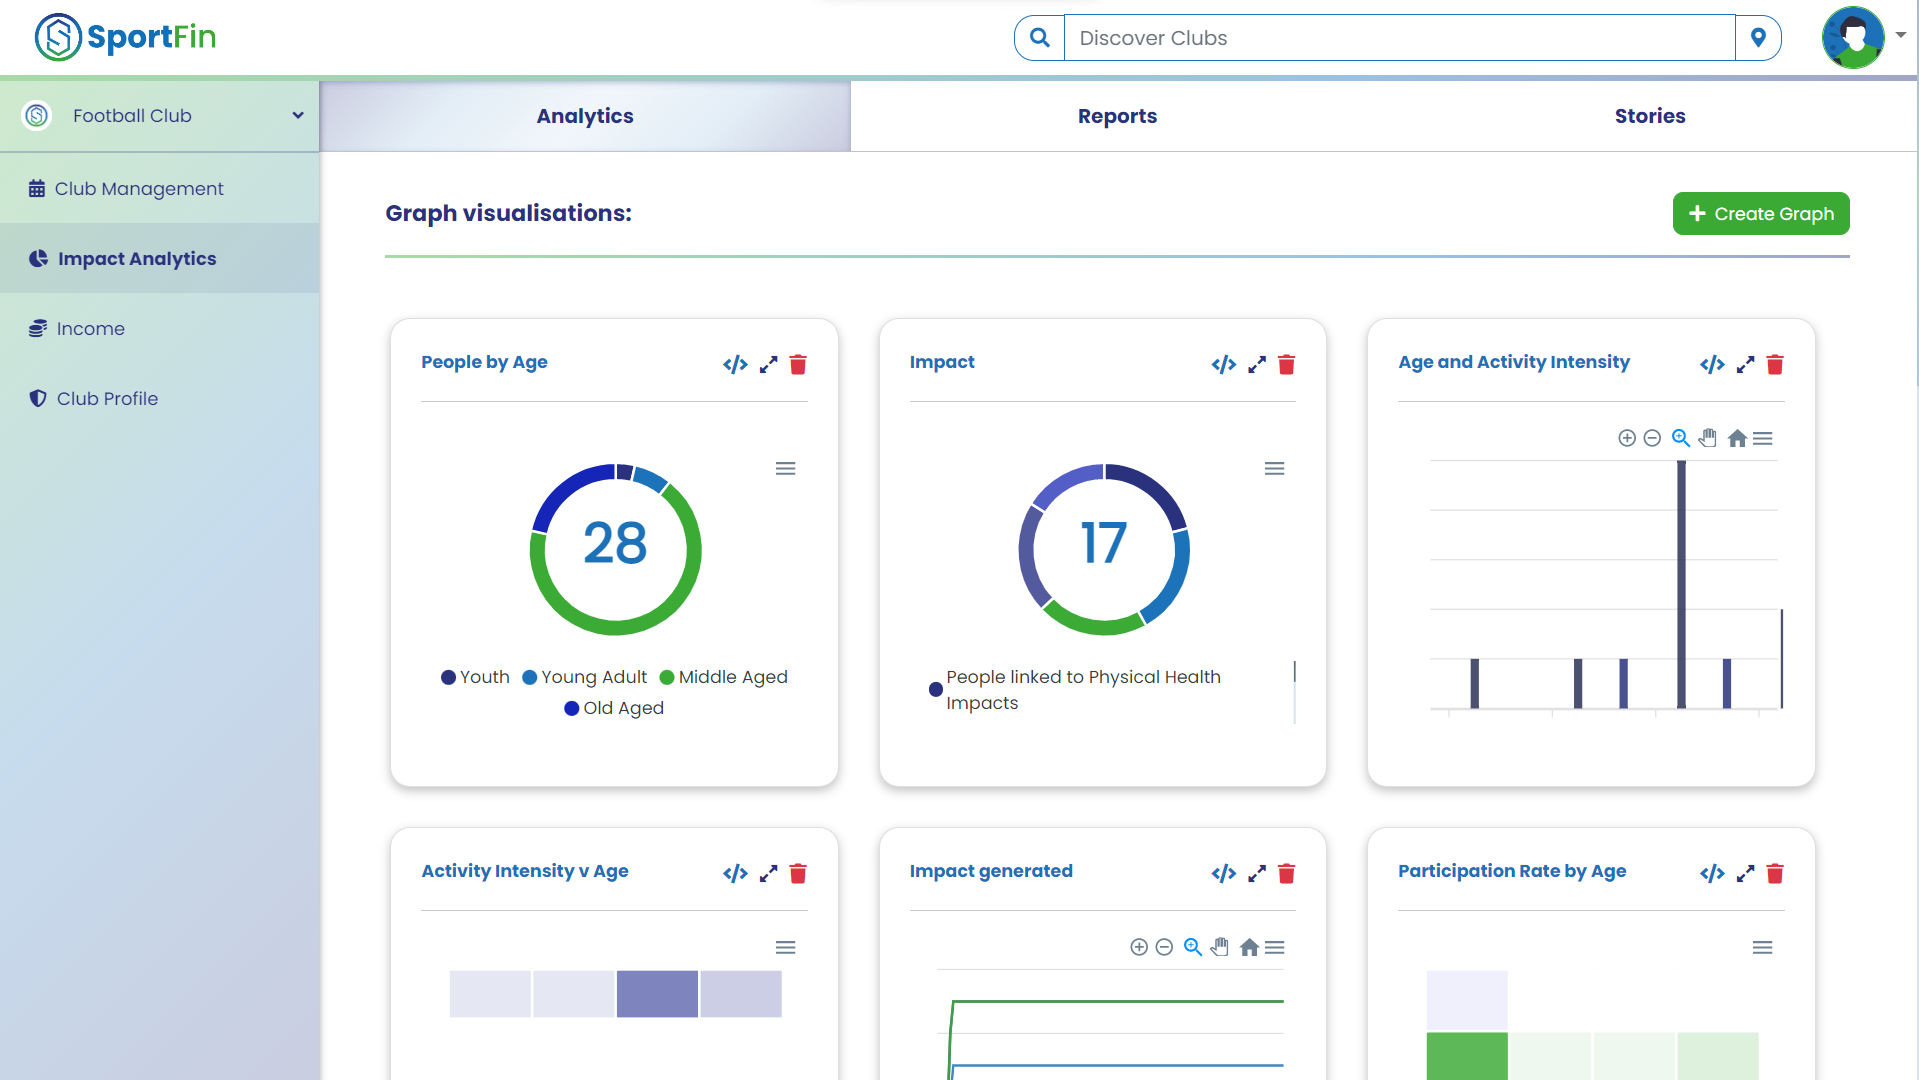 SportFin
Discover Clubs
Football Club
Analytics
Reports
Stories
Club Management
Impact Analytics
Income
Club Profile
Graph visualisations:
Create Graph
People by Age
28
Youth
Young Adult
Middle Aged
Old Aged
Impact
17
People linked to Physical Health
Impacts
Age and Activity Intensity
Activity Intensity v Age
Impact generated
Participation Rate by Age